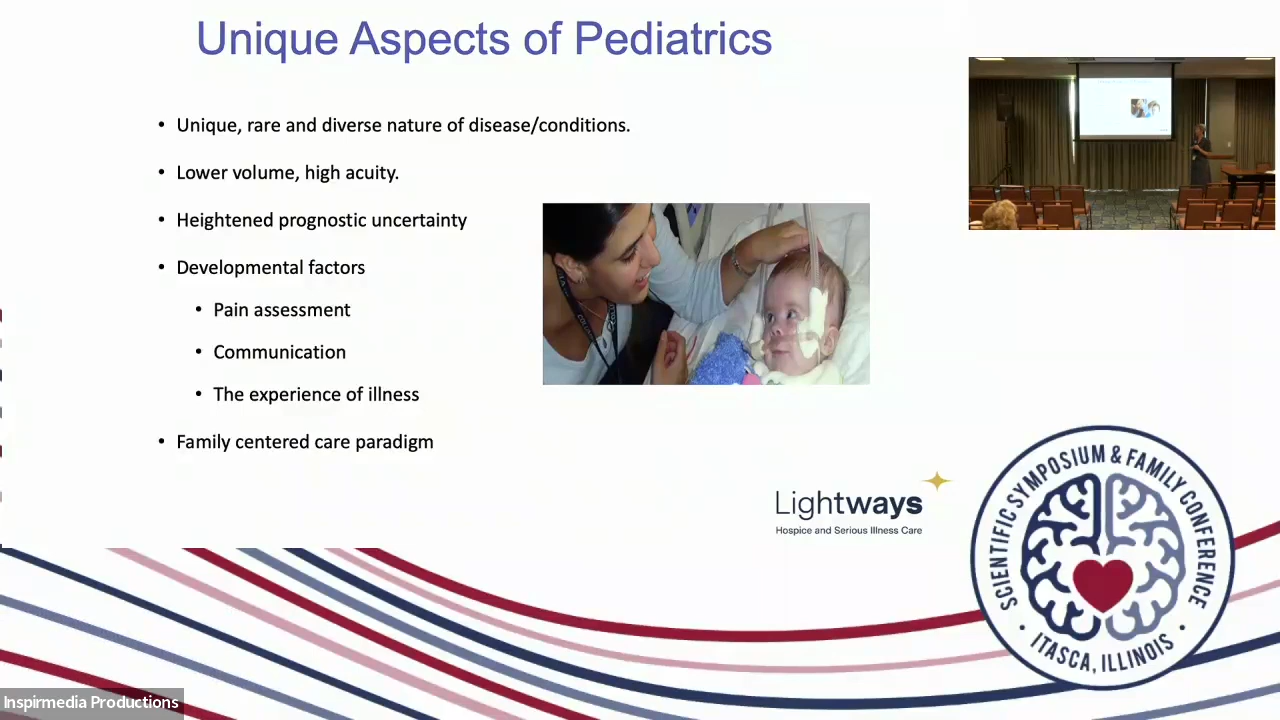 Unique Aspects of Pediatrics
• Unique, rare and diverse nature of disease/conditions.
• Lower volume, high acuity.
• Heightened prognostic uncertainty
• Developmental factors
• Pain assessment
• Communication
• The experience of illness
• Family centered care paradigm
Lightways
Hospice and Serious Illness Care
SCIENTIFIC SYMPOSIUM & FAMILY CONFERENCE
• ITASCA, ILLINOIS •
Inspirmedia Productions